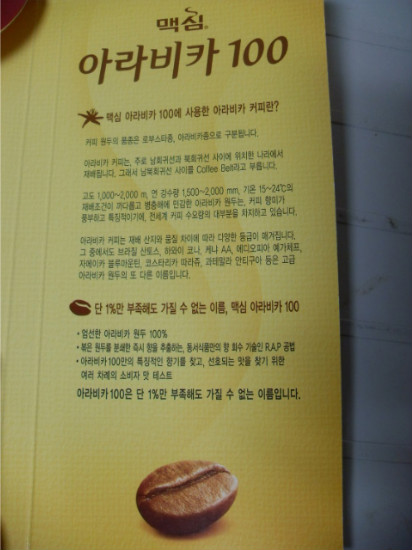 맥심
아라비카 100
맥심 아라비카 100에 사용한 아라비카 커피란?
커피 원두의 품종은 로부스타종, 아라비카종으로 구분됩니다.
아라비카 커피는, 주로 남회귀선과 북회귀선 사이에 위치한 나라에서
재배됩니다. 그래서 남북회귀선 사이를 Coffee Belt라고 부릅니다.
고도 1,000~2,000 m, 연 강수량 1,500~2,000 mm, 기온 15~24℃의
재배조건이 까다롭고 병충해에 민감한 아라비카 원두는, 커피 향미가
풍부하고 특징적이기에, 전세계 커피 수요량의 대부분을 차지하고 있습니다.
아라비카 커피는 재배 산지와 품질 차이에 따라 다양한 등급이 매겨집니다.
그 중에서도 브라질 산토스, 하와이 코나, 케냐 AA, 에디오피아 예가체프,
자메이카 블루마운틴, 코스타리카 따라쥬, 과테말라 안티구아 등은 고급
아라비카 원두의 또 다른 이름입니다.
단 1%만 부족해도 가질 수 없는 이름, 맥심 아라비카 100
• 엄선한 아라비카 원두 100%
• 볶은 원두를 분쇄한 즉시 향을 추출하는, 동서식품만의 향 회수 기술인 R.A.P. 공법
• 아라비카 100만의 특징적인 향기를 찾고, 선호되는 맛을 찾기 위한
여러 차례의 소비자 맛 테스트
아라비카 100은 단 1%만 부족해도 가질 수 없는 이름입니다.